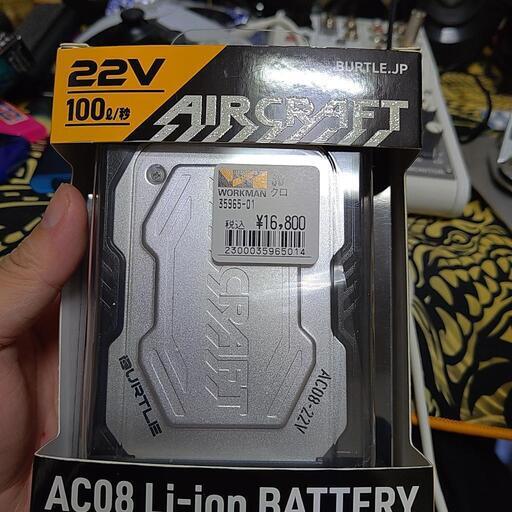 22V
BURTLE.JP
100ℓ/秒
AIRCRAFT
WORKMAN
クロ
35965-01
税込 ¥16,800
2300035965014
AIRCRAFT
BURTLE
AC08-22V
AC08 Li-ion BATTERY